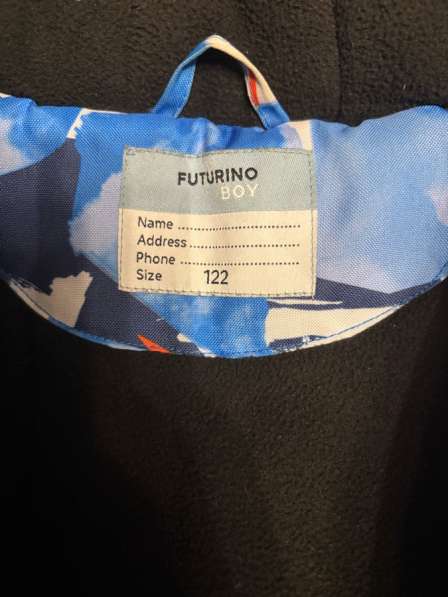 FUTURINO
BOY
Name ..............................
Address ...........................
Phone .............................
Size 122